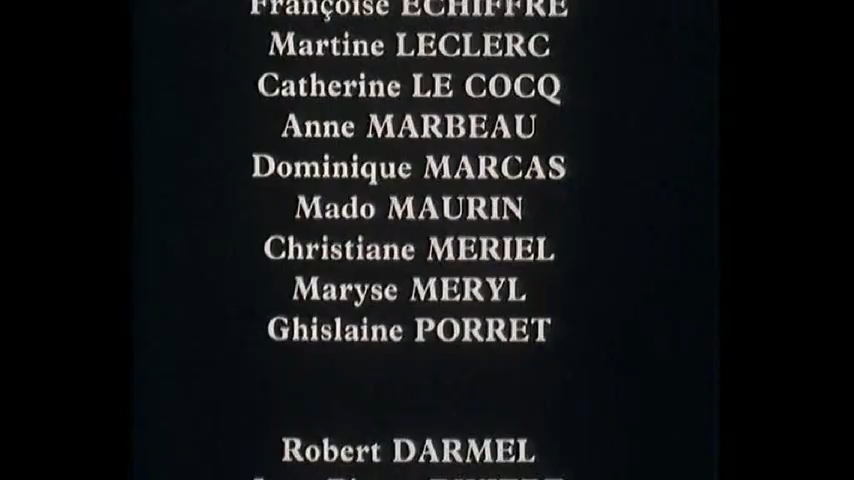 Françoise ECHIFFRE
Martine LECLERC
Catherine LE COCQ
Anne MARBEAU
Dominique MARCAS
Mado MAURIN
Christiane MERIEL
Maryse MERYL
Ghislaine PORRET
Robert DARMEL